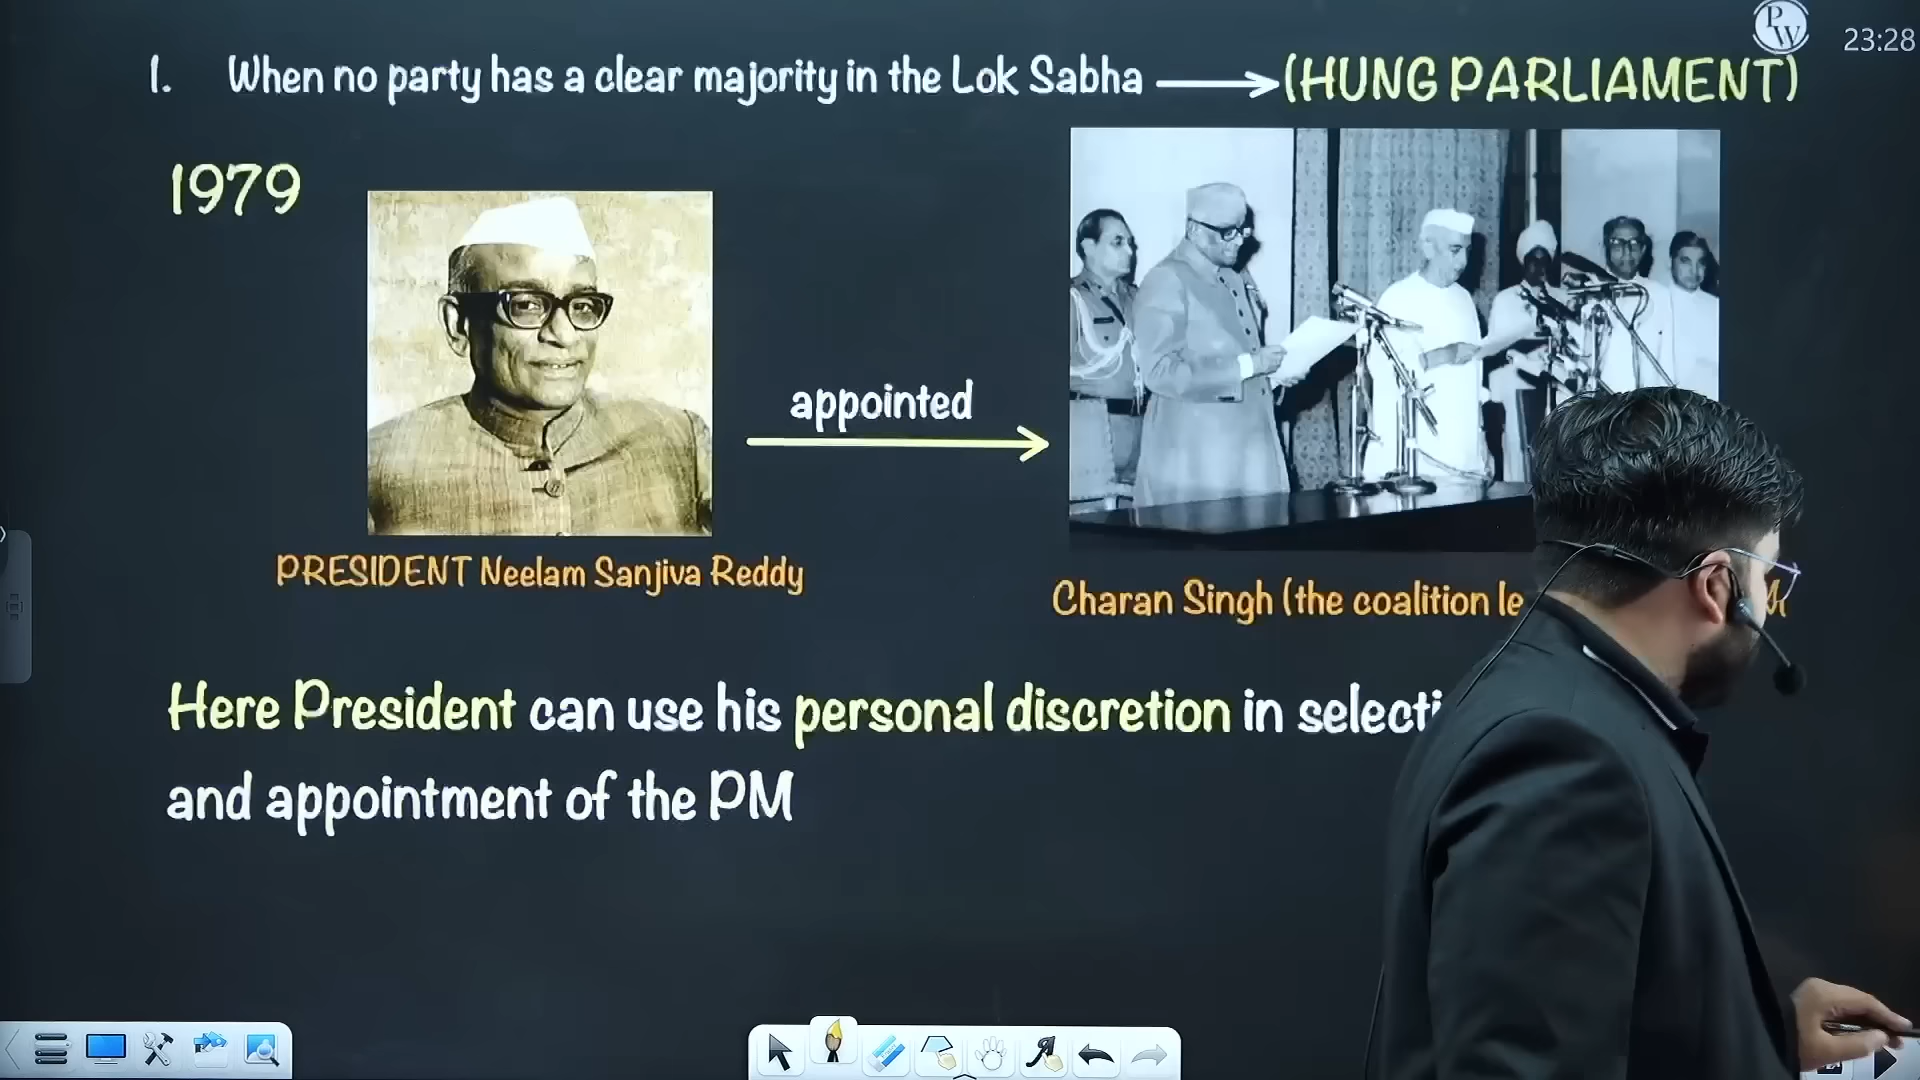 PW
23:28
1. When no party has a clear majority in the Lok Sabha → (HUNG PARLIAMENT)
1979
appointed
PRESIDENT Neelam Sanjiva Reddy
Charan Singh (the coalition le
Here President can use his personal discretion in selecti
and appointment of the PM